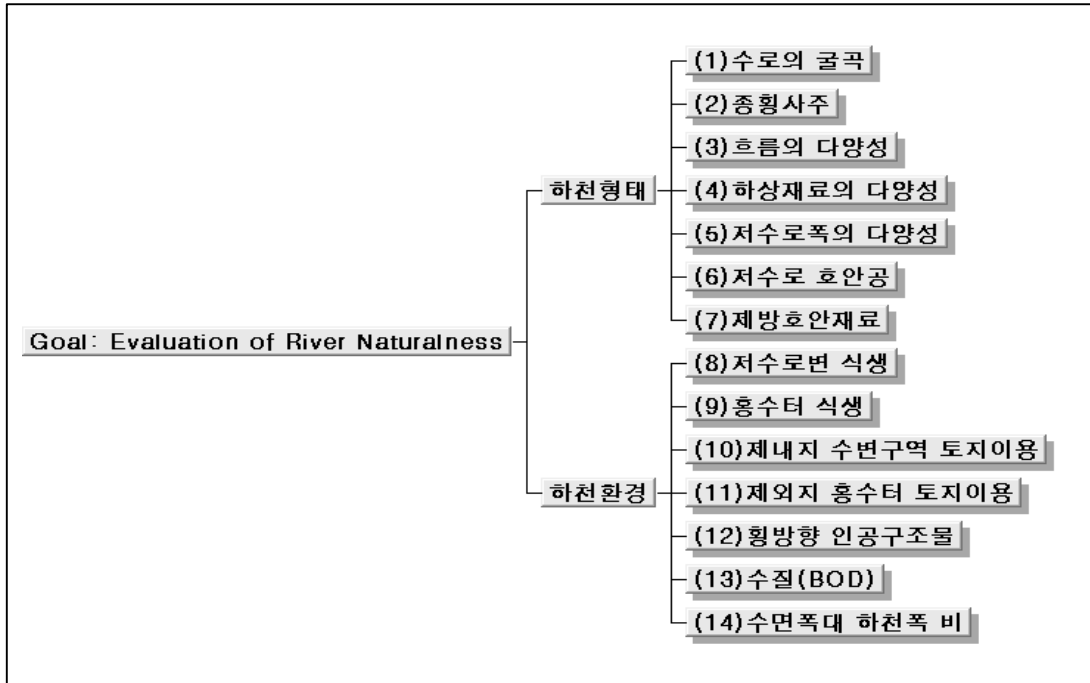 (1)수로의 굴곡
(2)종횡사주
(3)흐름의 다양성
하천형태
(4)하상재료의 다양성
(5)저수로폭의 다양성
(6)저수로 호안공
(7)제방호안재료
Goal: Evaluation of River Naturalness
(8)저수로변 식생
(9)홍수터 식생
(10)제내지 수변구역 토지이용
하천환경
(11)제외지 홍수터 토지이용
(12)횡방향 인공구조물
(13)수질(BOD)
(14)수면폭대 하천폭 비